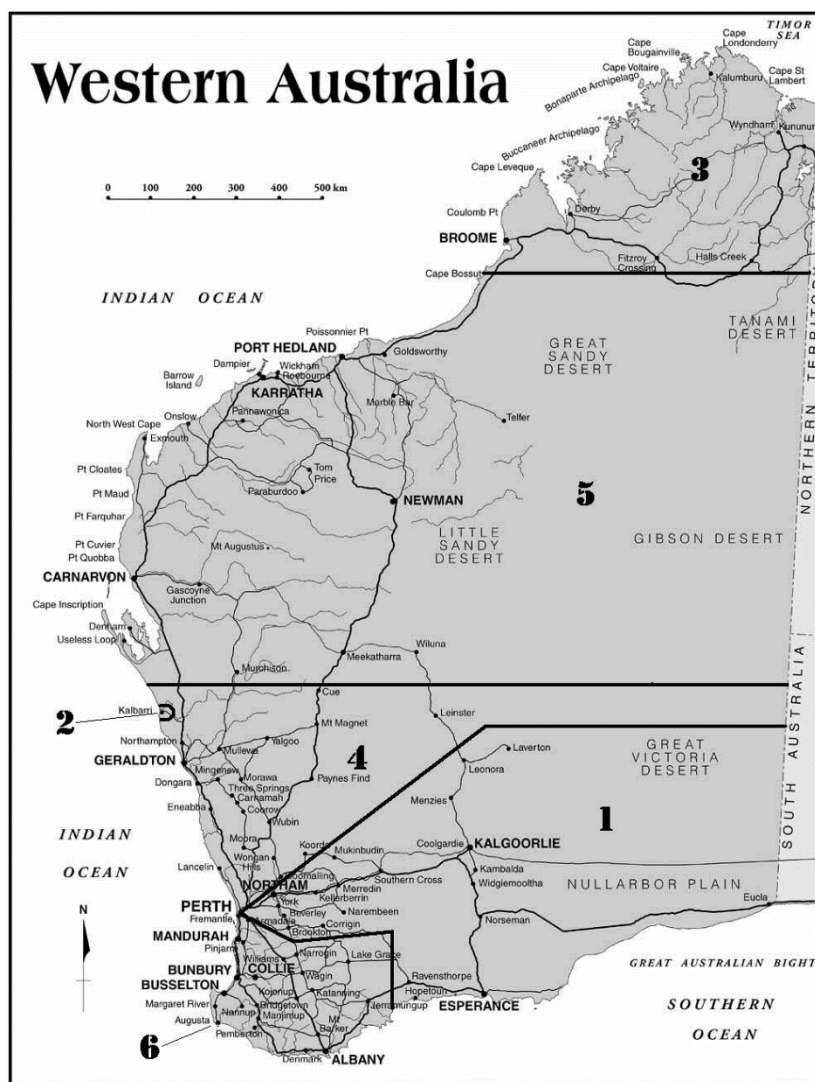 TIMOR
SEA
Western Australia
Cape
Londonderry
Cape
Bougainville
Cape Voltaire
Bonaparte Archipelago
Kalumburu
Cape St
Lambert
Buccaneer Archipelago
Wyndham
Kununur
3
Cape Leveque
0 100 200 300 400 500 km
Coulomb Pt
Derby
BROOME
Fitzroy
Crossing
Halls Creek
Cape Bossut
INDIAN OCEAN
TANAMI
DESERT
GREAT
SANDY
DESERT
NORTHERN TERRITORY
Poissonnier Pt
PORT HEDLAND
Goldsworthy
Dampier
Wickham
Roebourne
Barrow
Island
KARRATHA
Marble Bar
North West Cape
Onslow
Pannawonica
Telfer
Exmouth
Pt Cloates
Tom
Price
Paraburdoo
Pt Maud
NEWMAN
5
Pt Farquhar
LITTLE
SANDY
DESERT
GIBSON DESERT
Pt Cuvier
Mt Augustus
Pt Quobba
CARNARVON
Gascoyne
Junction
Cape Inscription
Denham
Useless Loop
Wiluna
Meekatharra
Murchison
SOUTH AUSTRALIA
Cue
Kalbarri
2
Leinster
Mt Magnet
Northampton
Yalgoo
Mullewa
GREAT
VICTORIA
DESERT
Laverton
4
GERALDTON
Leonora
Mingenew
Morawa
Paynes Find
Dongara
Three Springs
Carnamah
Menzies
Eneabba
Coorow
Wubin
1
INDIAN
OCEAN
Moora
Koorda
Mukinbudin
Coolgardie
KALGOORLIE
Wongan
Hills
Lancelin
Goomalling
Southern Cross
Kambalda
NORTHAM
Merredin
Kellerberrin
Widgiemooltha
NULLARBOR PLAIN
York
PERTH
Eucla
Fremantle
Beverley
Narembeen
N
Armadale
Corrigin
Norseman
Brookton
MANDURAH
Pinjarra
Narrogin
Williams
Lake Grace
GREAT AUSTRALIAN BIGHT
BUNBURY
COLLIE
Wagin
Ravensthorpe
BUSSELTON
Kojonup
Katanning
Hopetoun
ESPERANCE
Margaret River
Bridgetown
Jerramungup
SOUTHERN
OCEAN
Nannup
Manjimup
Augusta
Mt
Barker
Pemberton
6
Denmark
ALBANY